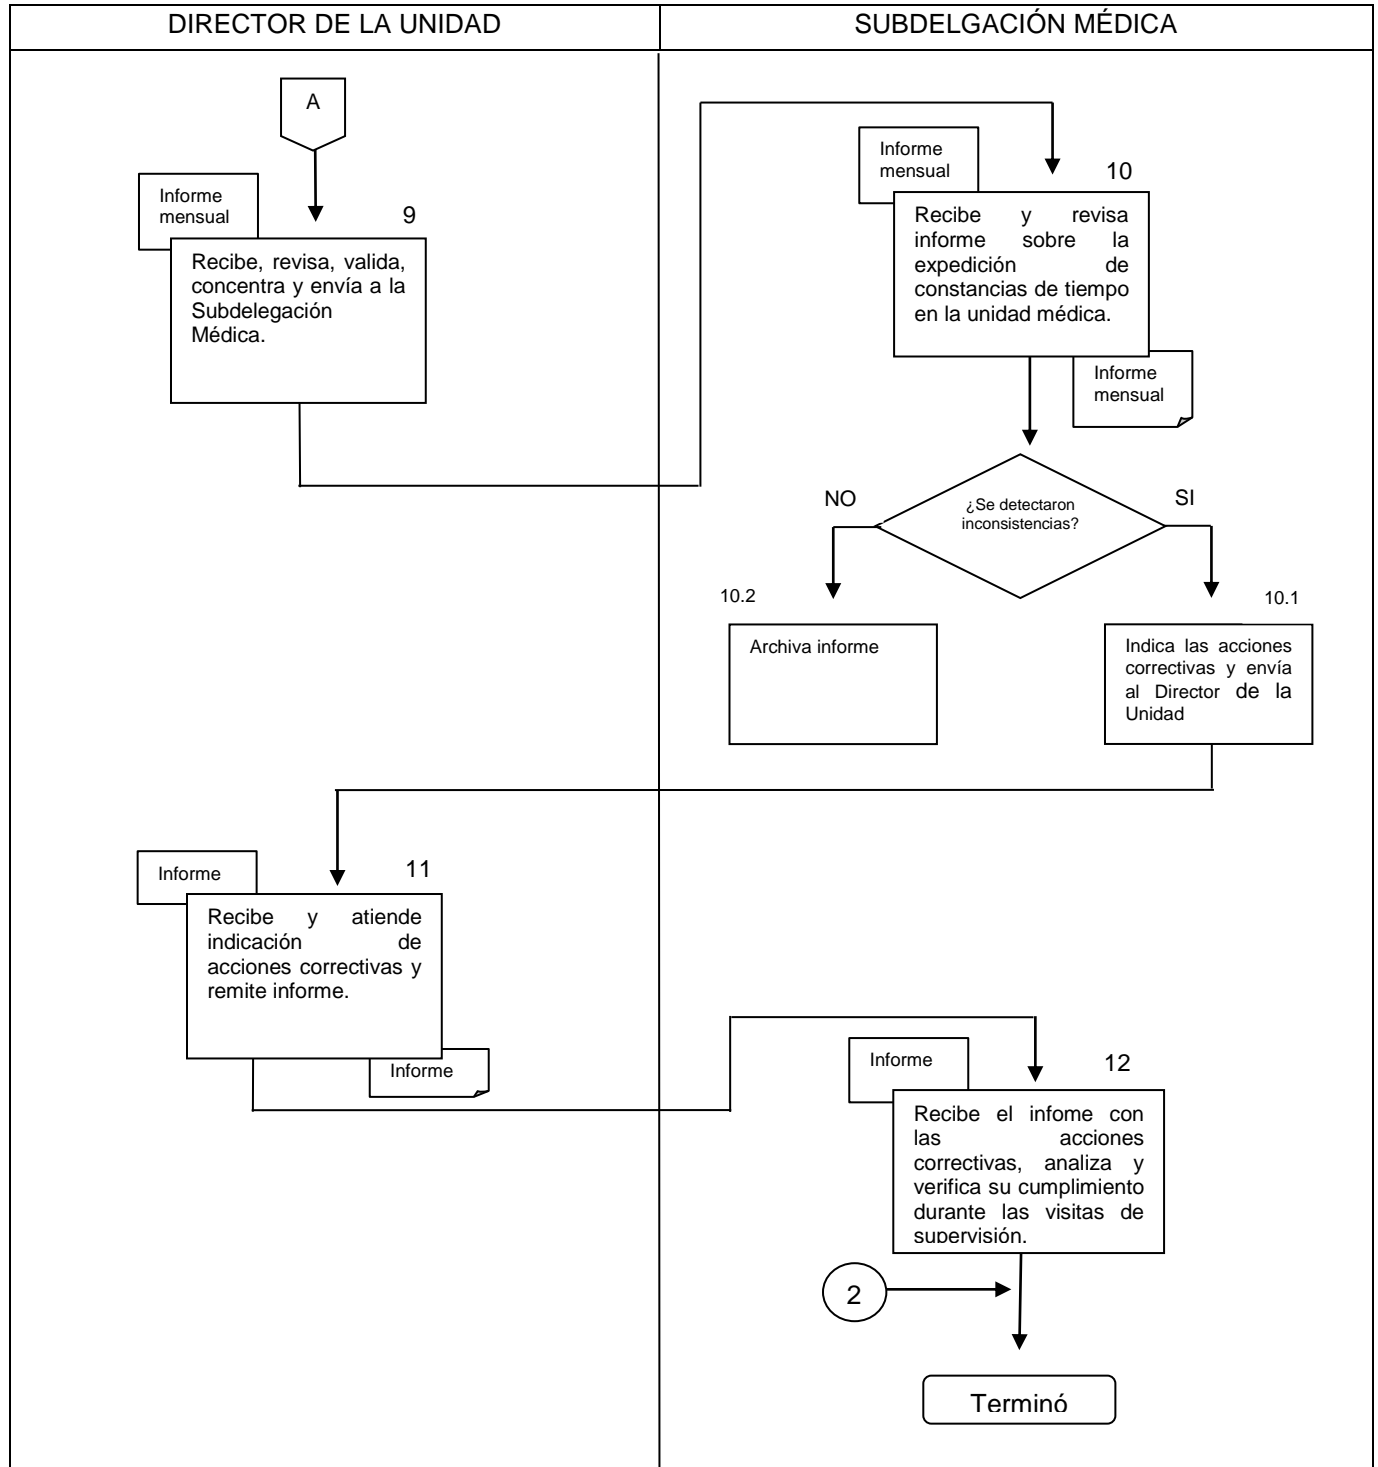 DIRECTOR DE LA UNIDAD
SUBDELGACIÓN MÉDICA
A
Informe
mensual
9
Recibe, revisa, valida,
concentra y envía a la
Subdelegación
Médica.
Informe
mensual
10
Recibe y revisa
informe sobre la
expedición de
constancias de tiempo
en la unidad médica.
Informe
mensual
¿Se detectaron
inconsistencias?
NO
SI
10.2
Archiva informe
10.1
Indica las acciones
correctivas y envía
al Director de la
Unidad
Informe
11
Recibe y atiende
indicación de
acciones correctivas y
remite informe.
Informe
Informe
12
Recibe el infome con
las acciones
correctivas, analiza y
verifica su cumplimiento
durante las visitas de
supervisión.
2
Terminó